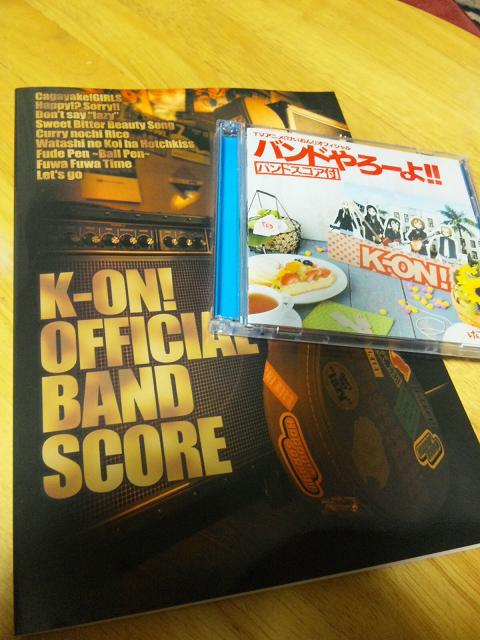 Cagayake!GIRLS
Happy!? Sorry!!
Don't say "lazy"
Sweet Bitter Beauty Song
Curry nochi Rice
Watashi no Koi ha Hotchkiss
Fude Pen ~Ball Pen~
Fuwa Fuwa Time
Let's go
K-ON!
OFFICIAL
BAND
SCORE
TVアニメ「けいおん!」オフィシャル
バンドやろーよ!!
バンドスコア付
K-ON!